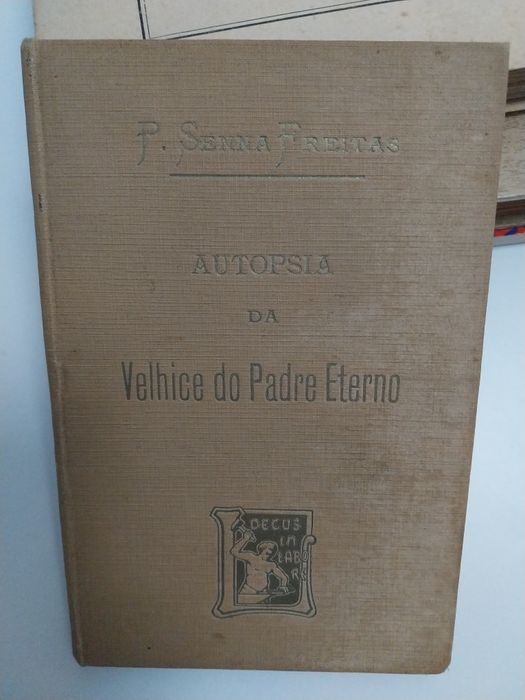 P. SENNA FREITAS
AUTOPSIA
DA
Velhice do Padre Eterno
DECUS
IN
LABORE